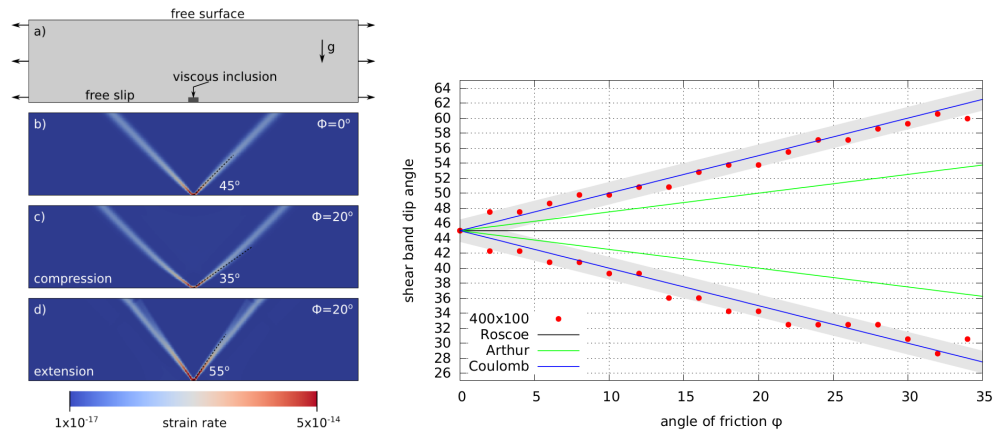 free surface
a)
g
viscous inclusion
free slip
b)
Φ=0°
45°
c)
Φ=20°
compression
35°
d)
Φ=20°
extension
55°
1x10⁻¹⁷
strain rate
5x10⁻¹⁴
64
62
60
58
56
54
52
50
48
46
44
42
40
38
36
34
32
30
28
26
shear band dip angle
400x100
Roscoe
Arthur
Coulomb
0 5 10 15 20 25 30 35
angle of friction φ